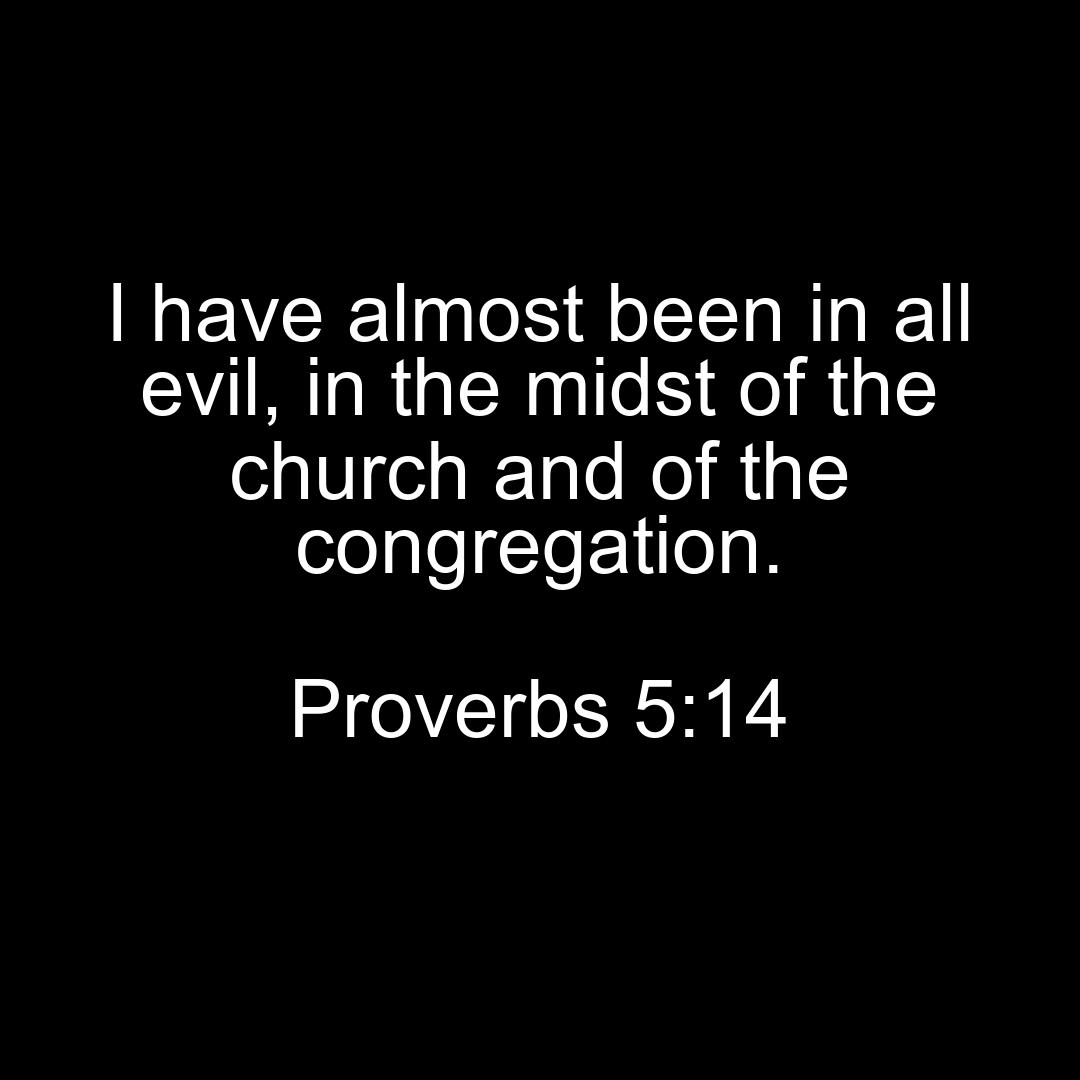 I have almost been in all
evil, in the midst of the
church and of the
congregation.
Proverbs 5:14